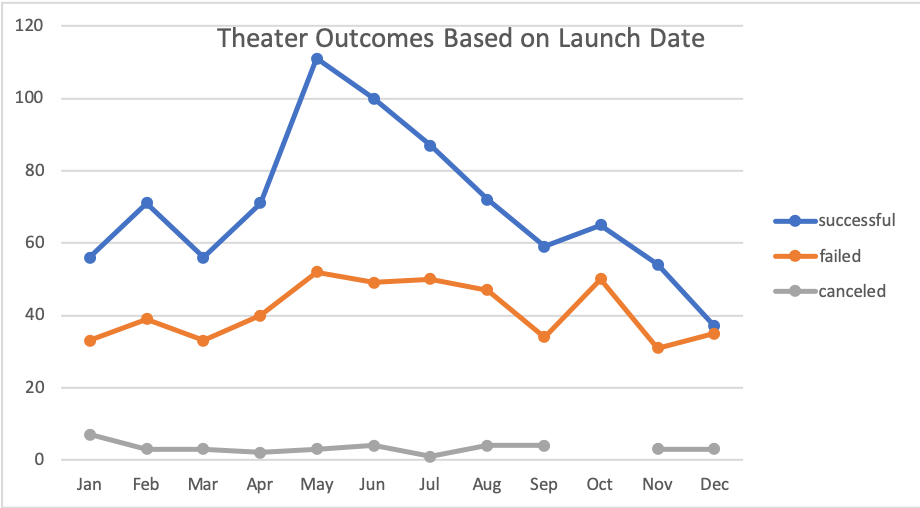 Theater Outcomes Based on Launch Date
120
100
80
60
40
20
0
Jan Feb Mar Apr May Jun Jul Aug Sep Oct Nov Dec
successful
failed
canceled